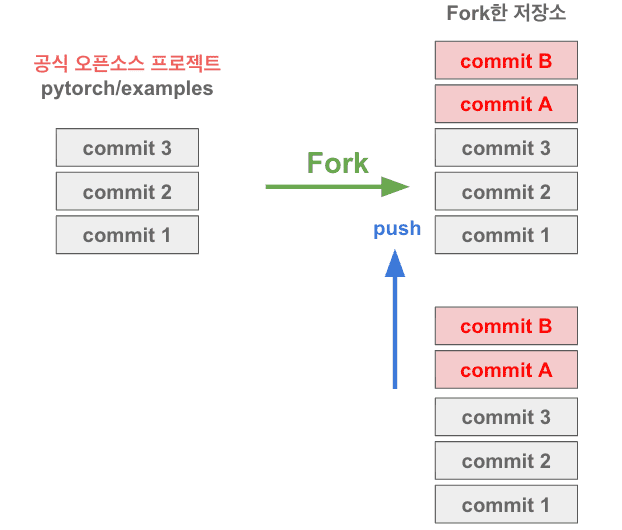 Fork한 저장소
공식 오픈소스 프로젝트
pytorch/examples
commit 3
commit 2
commit 1
Fork
push
commit B
commit A
commit 3
commit 2
commit 1
commit B
commit A
commit 3
commit 2
commit 1